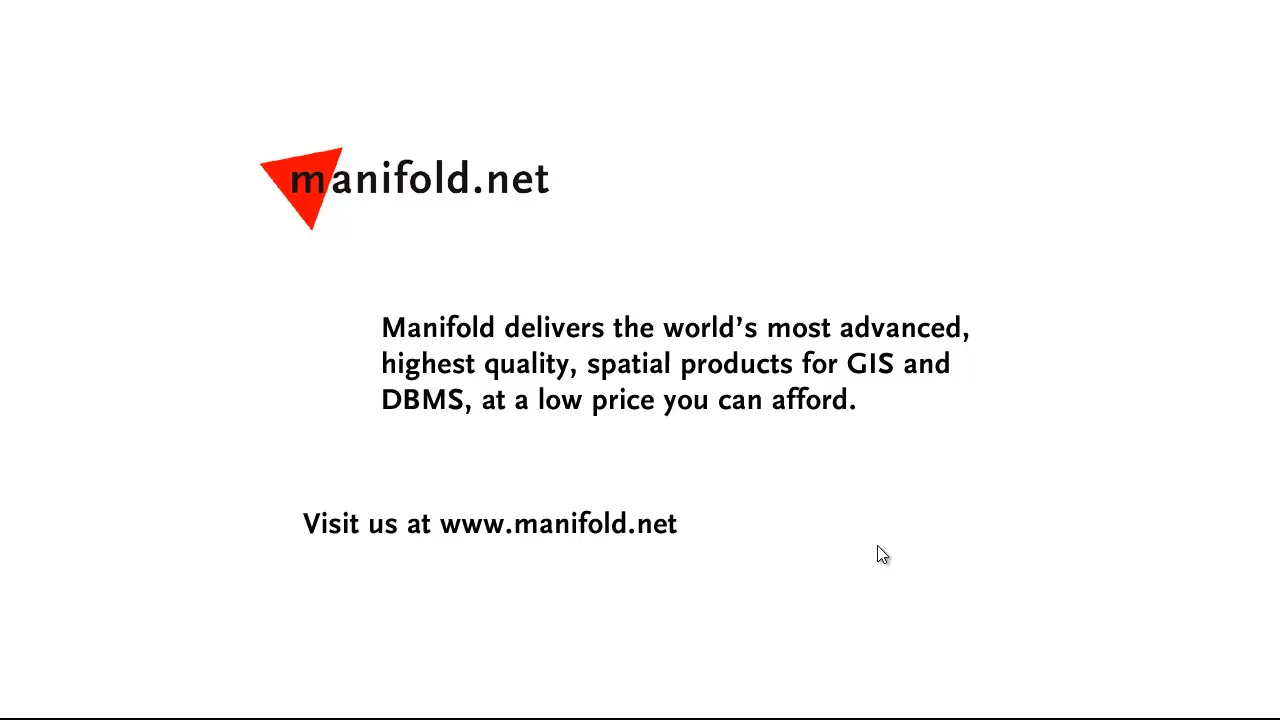 manifold.net
Manifold delivers the world’s most advanced,
highest quality, spatial products for GIS and
DBMS, at a low price you can afford.
Visit us at www.manifold.net